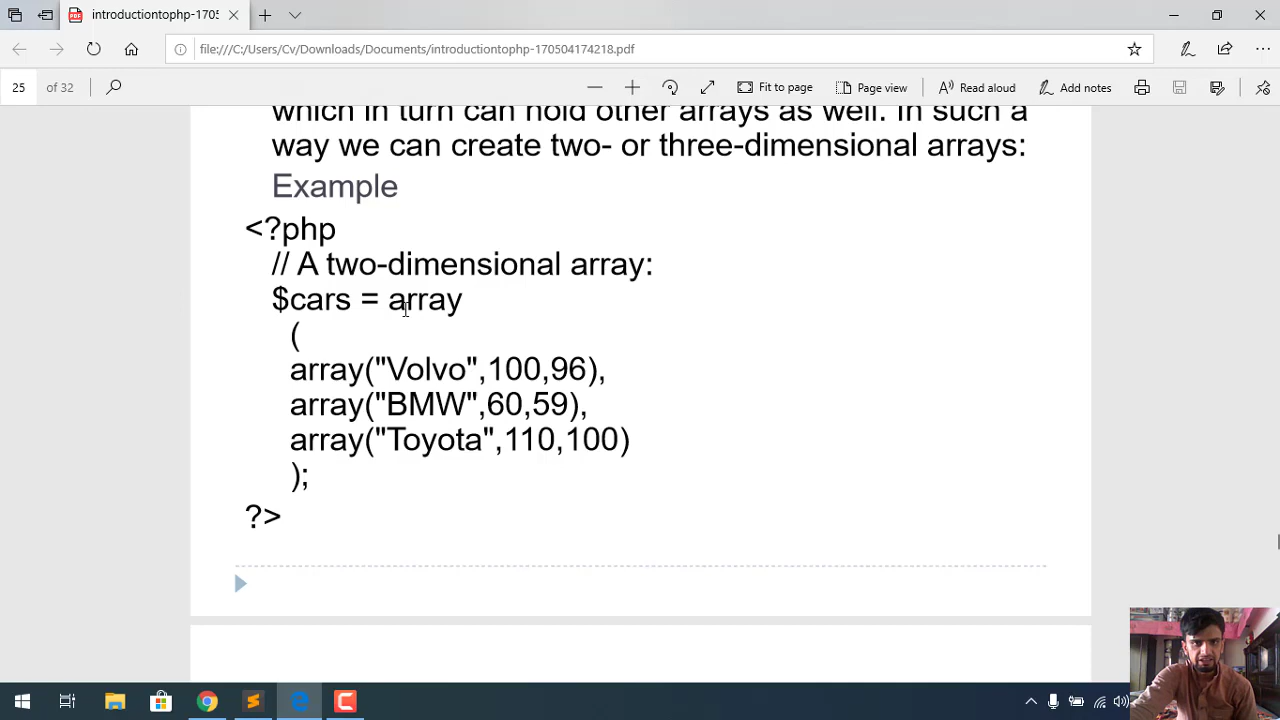 introductiontophp-1705
file:///C:/Users/Cv/Downloads/Documents/introductiontophp-170504174218.pdf
25 of 32 Fit to page Page view Read aloud Add notes
which in turn can hold other arrays as well. In such a
way we can create two- or three-dimensional arrays:
Example
<?php
// A two-dimensional array:
$cars = array
(
array("Volvo",100,96),
array("BMW",60,59),
array("Toyota",110,100)
);
?>